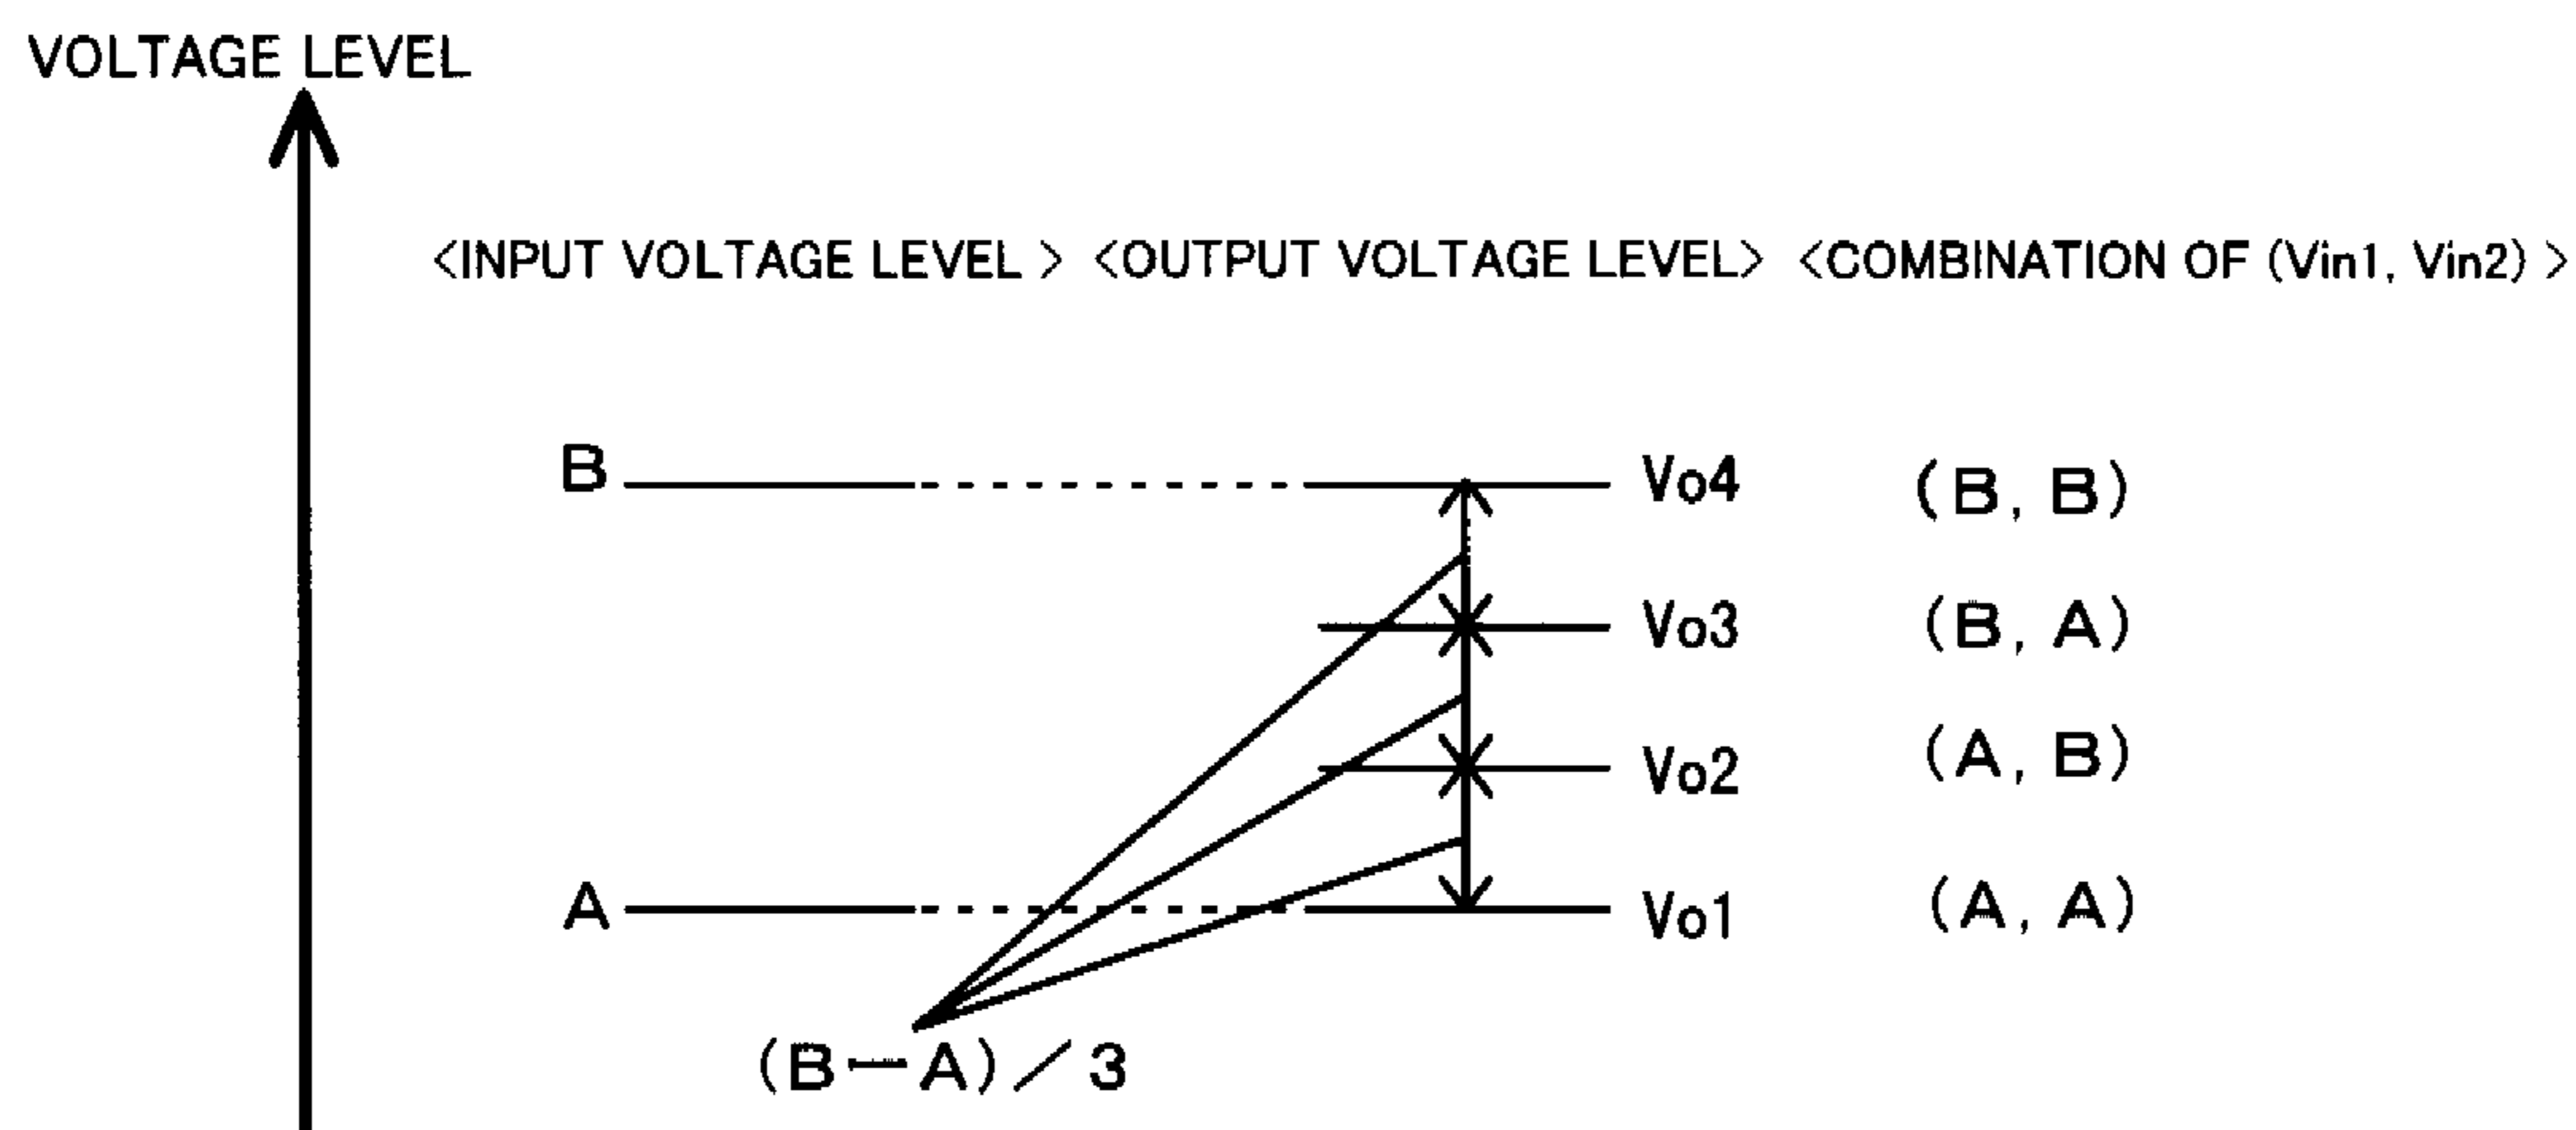 VOLTAGE LEVEL
<INPUT VOLTAGE LEVEL > <OUTPUT VOLTAGE LEVEL> <COMBINATION OF (Vin1, Vin2) >
B Vo4 (B, B)
Vo3 (B, A)
Vo2 (A, B)
A Vo1 (A, A)
(B−A)/3